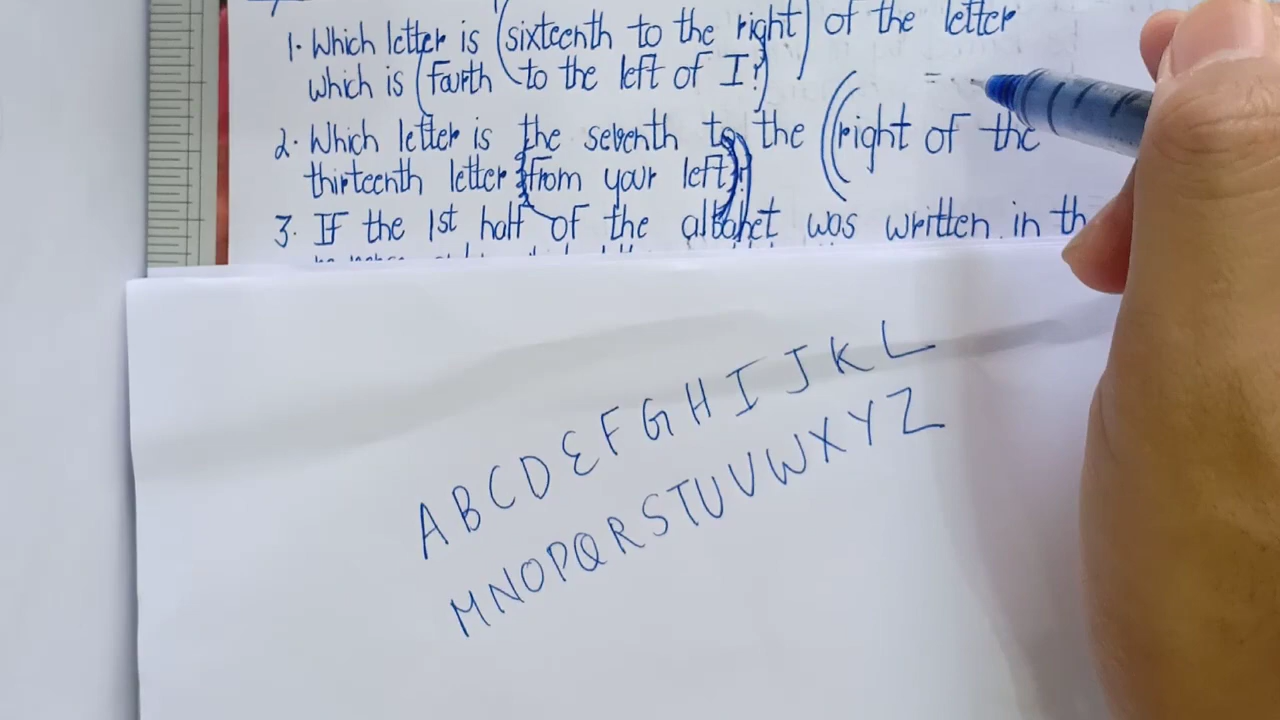 1. Which letter is (sixteenth to the right) of the letter
which is (fourth to the left of I?)
2. Which letter is the seventh to the (right of the
thirteenth letter from your left)?
3. If the 1st half of the was written in th
A B C D E F G H I J K L
M N O P Q R S T U V W X Y Z